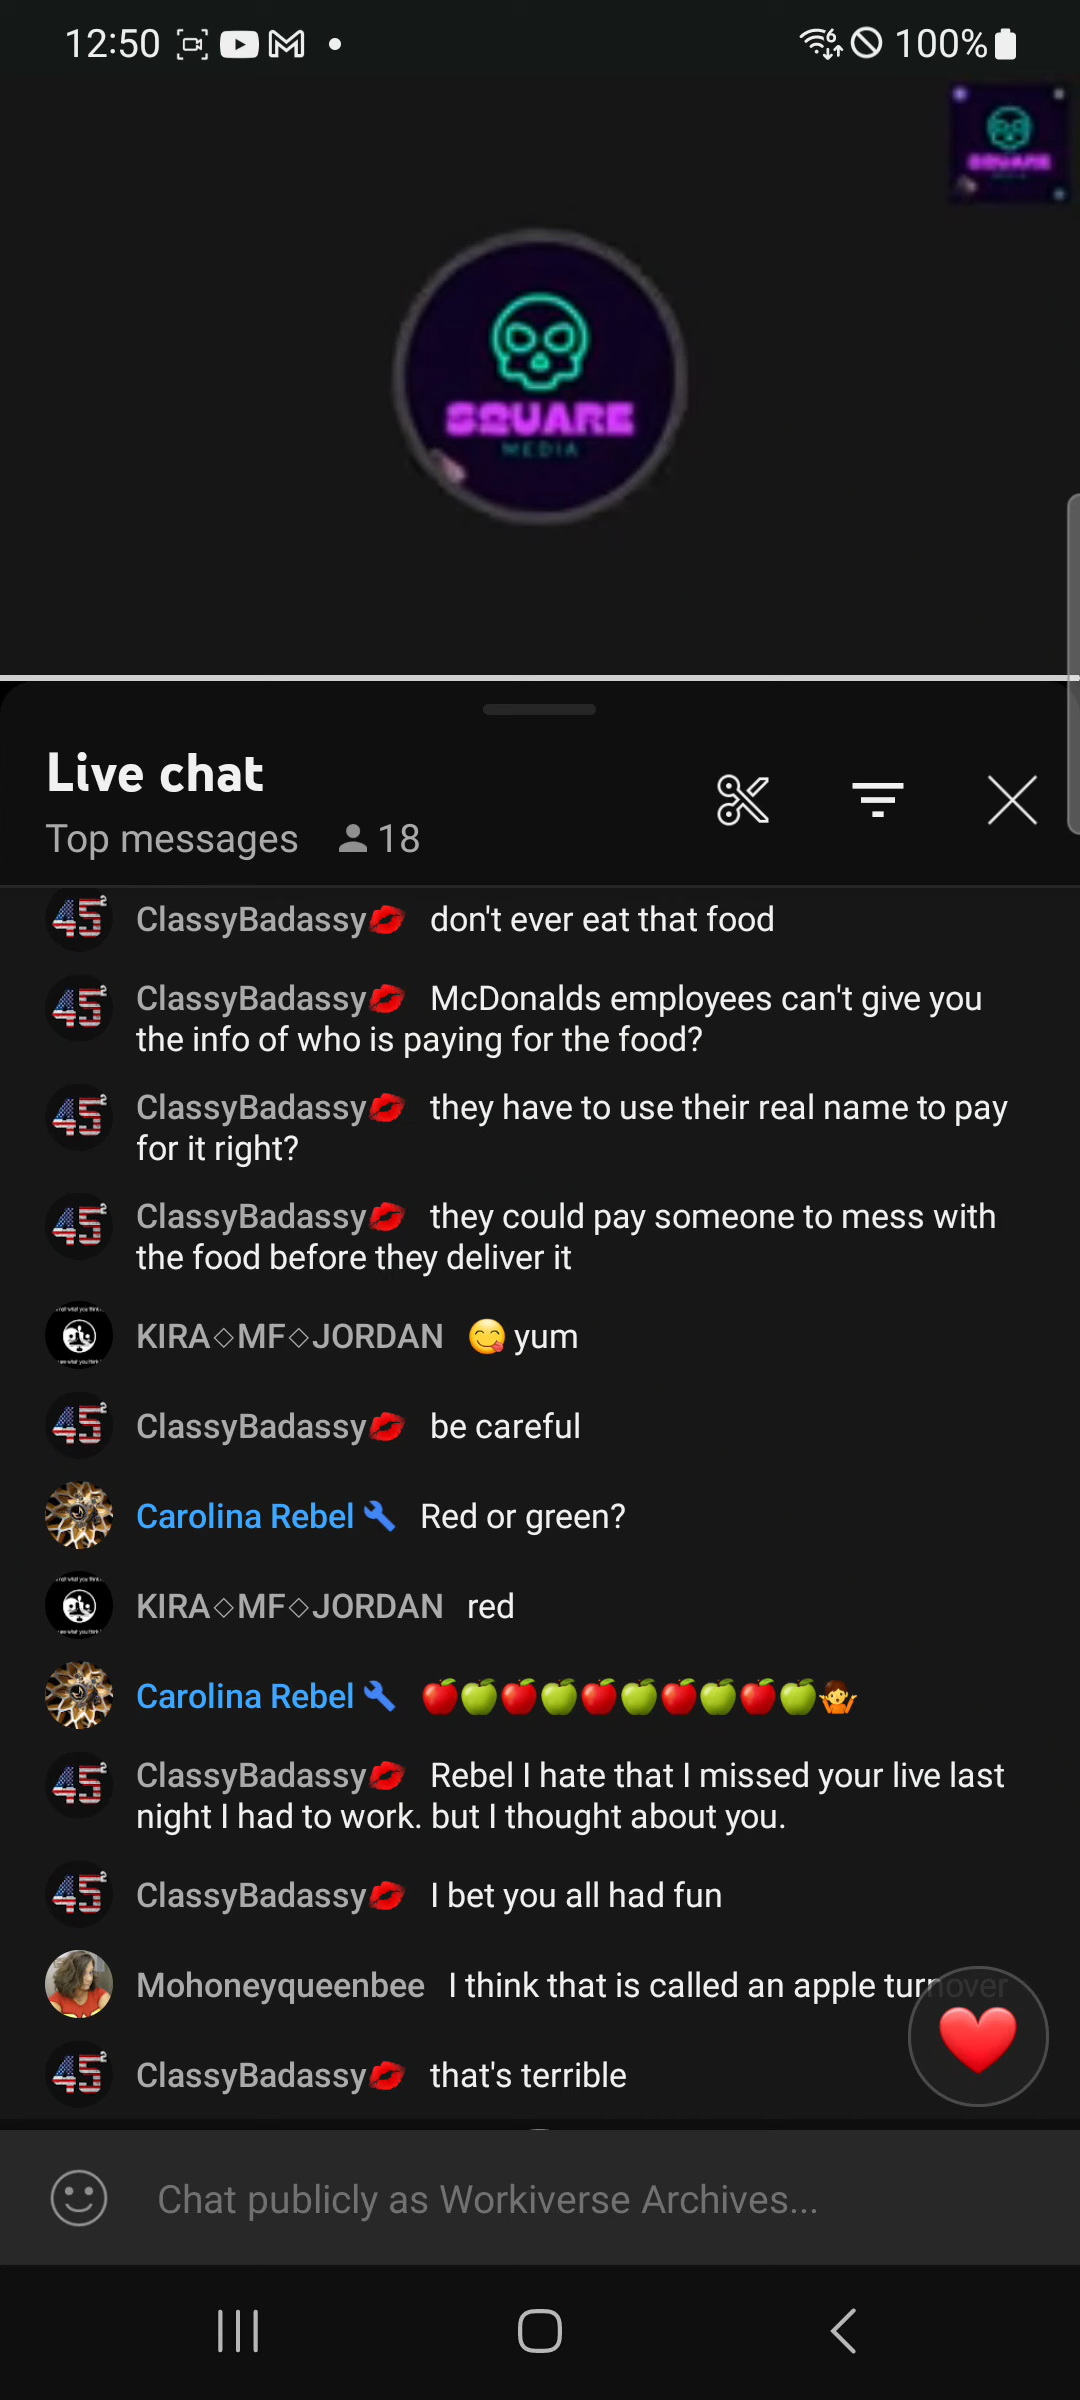 12:50 100%
SQUARE
SQUARE
MEDIA
Live chat
Top messages 18
ClassyBadassy💋 don't ever eat that food
ClassyBadassy💋 McDonalds employees can't give you
the info of who is paying for the food?
ClassyBadassy💋 they have to use their real name to pay
for it right?
ClassyBadassy💋 they could pay someone to mess with
the food before they deliver it
KIRA◇MF◇JORDAN 😋 yum
ClassyBadassy💋 be careful
Carolina Rebel Red or green?
KIRA◇MF◇JORDAN red
Carolina Rebel 🍎🍏🍎🍏🍎🍏🍎🍏🍎🍏🤷
ClassyBadassy💋 Rebel I hate that I missed your live last
night I had to work. but I thought about you.
ClassyBadassy💋 I bet you all had fun
Mohoneyqueenbee I think that is called an apple turnover
ClassyBadassy💋 that's terrible
Chat publicly as Workiverse Archives...